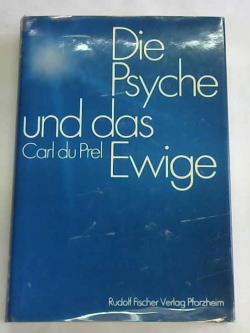 Die
Psyche
und das
Carl du Prel Ewige
Rudolf Fischer Verlag Pforzheim